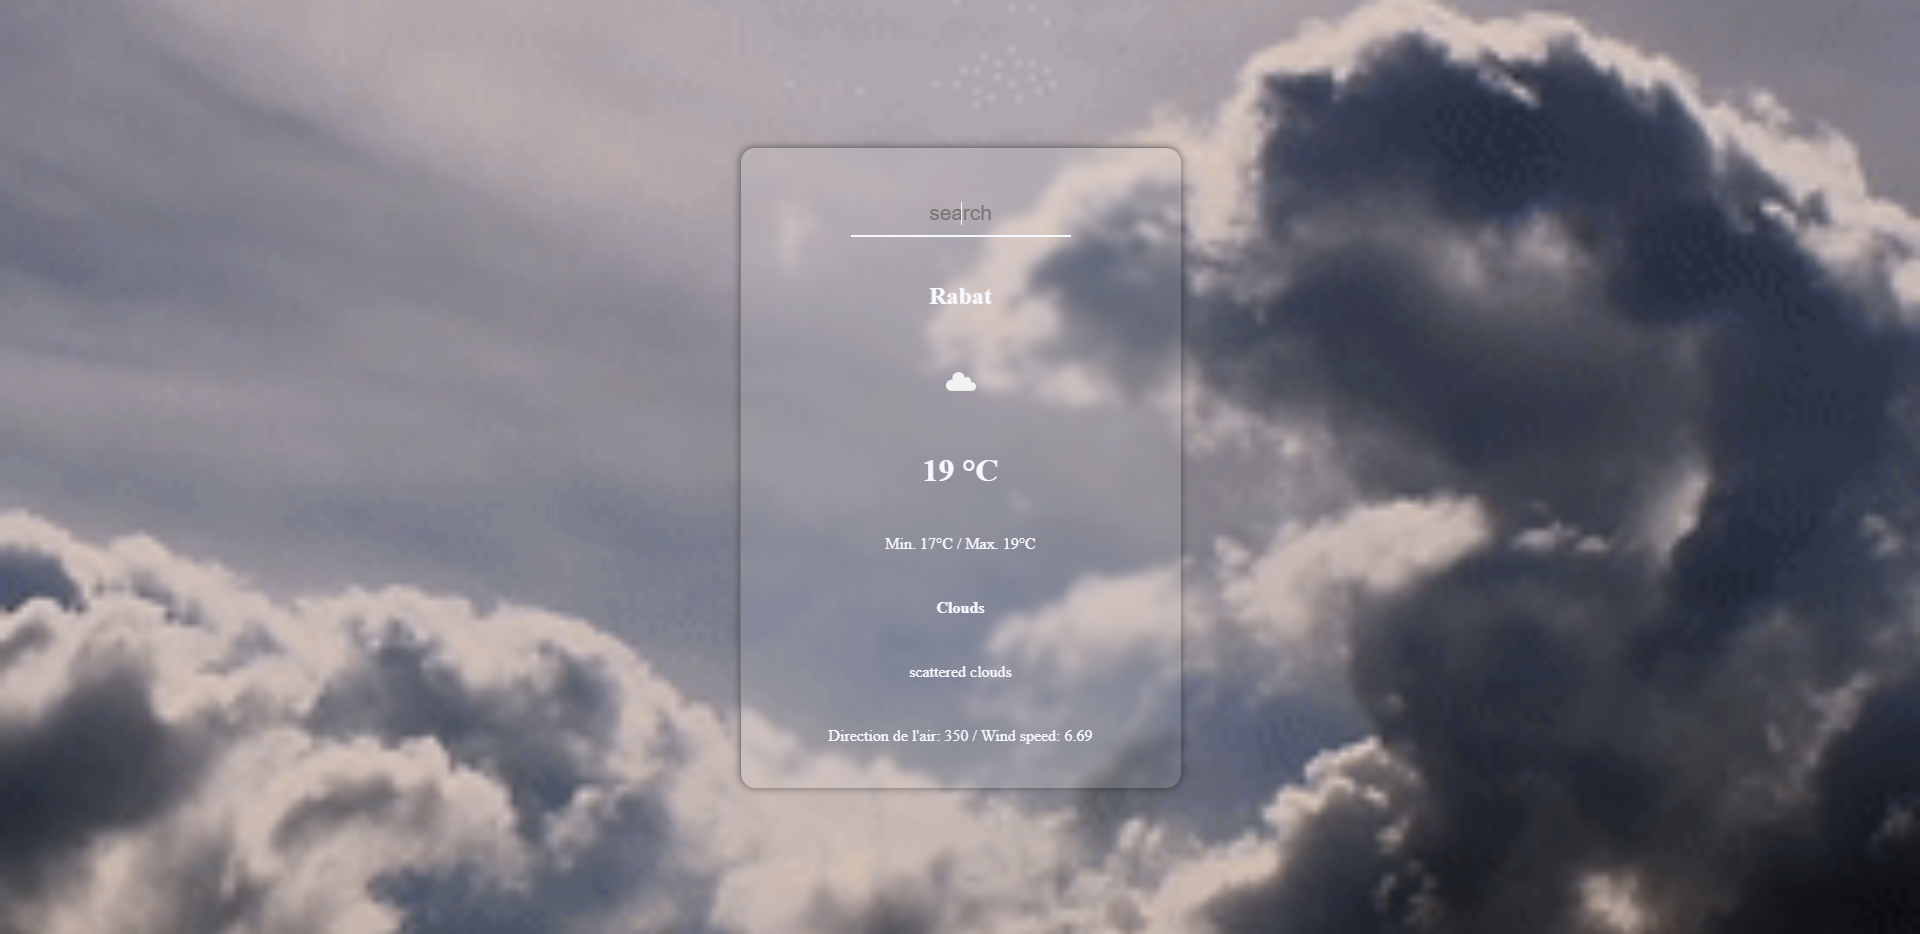 search
Rabat
19 °C
Min. 17°C / Max. 19°C
Clouds
scattered clouds
Direction de l'air: 350 / Wind speed: 6.69